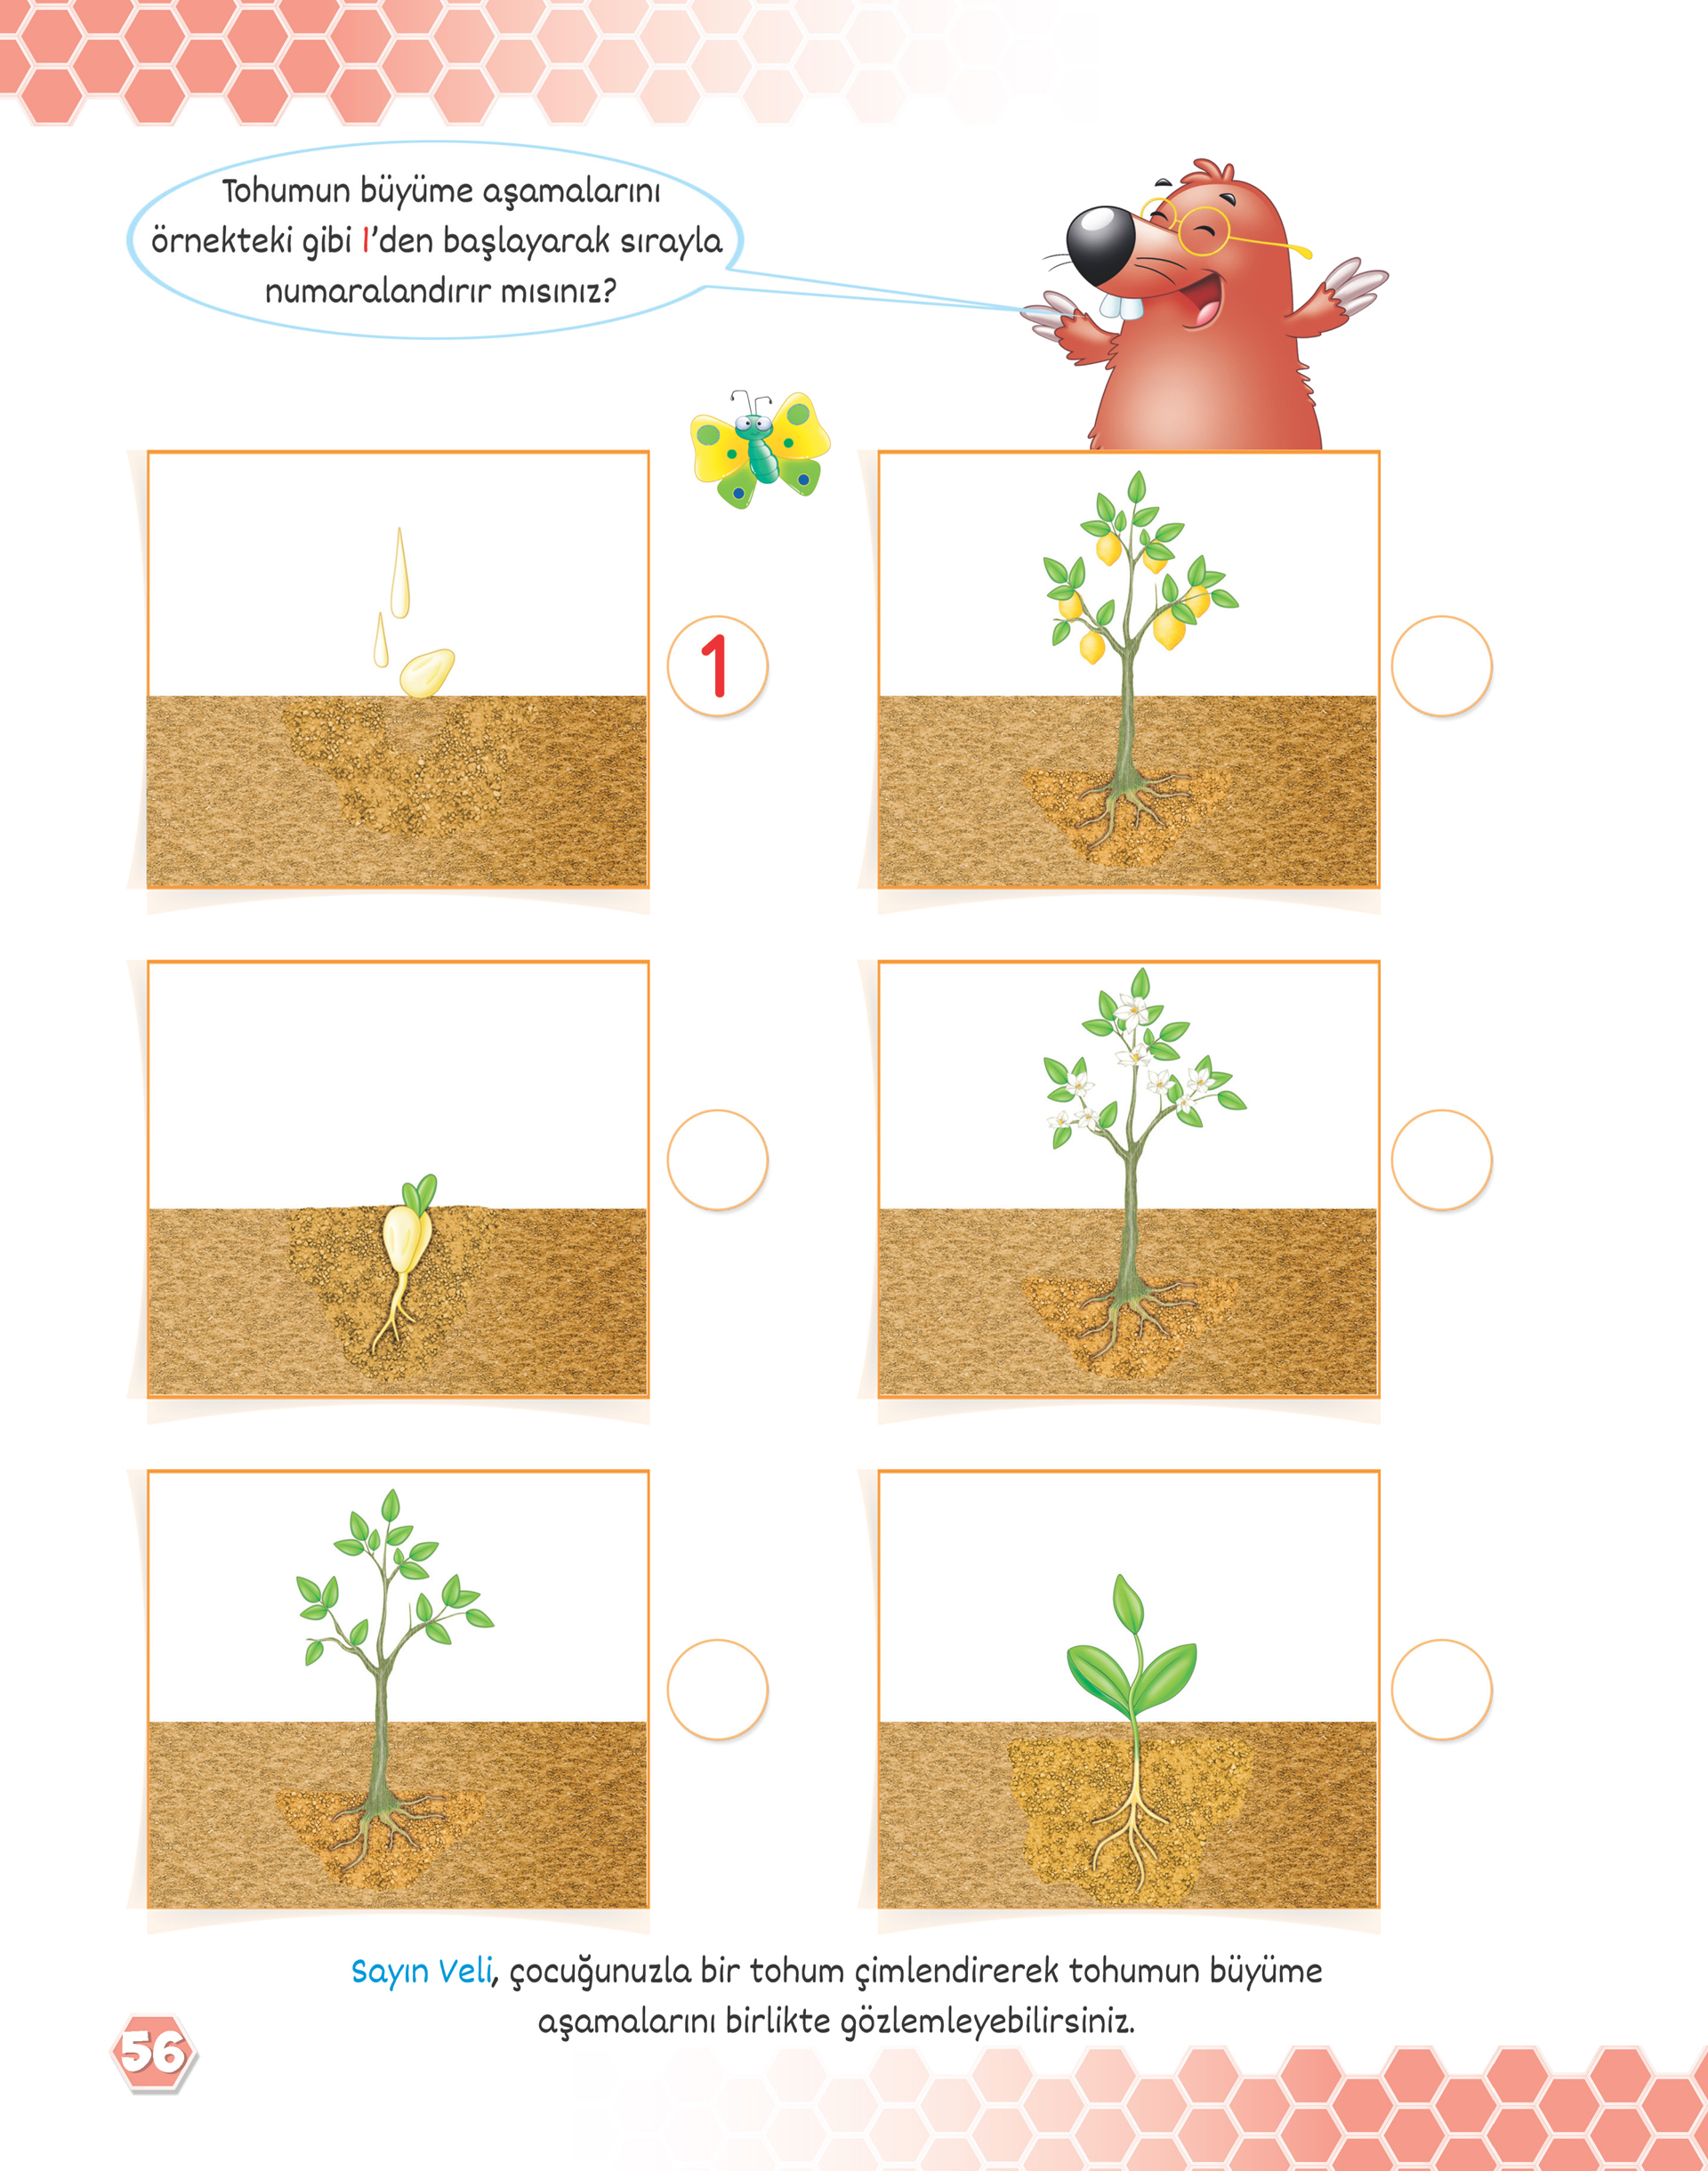 Tohumun büyüme aşamalarını
örnekteki gibi 1'den başlayarak sırayla
numaralandırır mısınız?
1
Sayın Veli, çocuğunuzla bir tohum çimlendirerek tohumun büyüme
aşamalarını birlikte gözlemleyebilirsiniz.
56